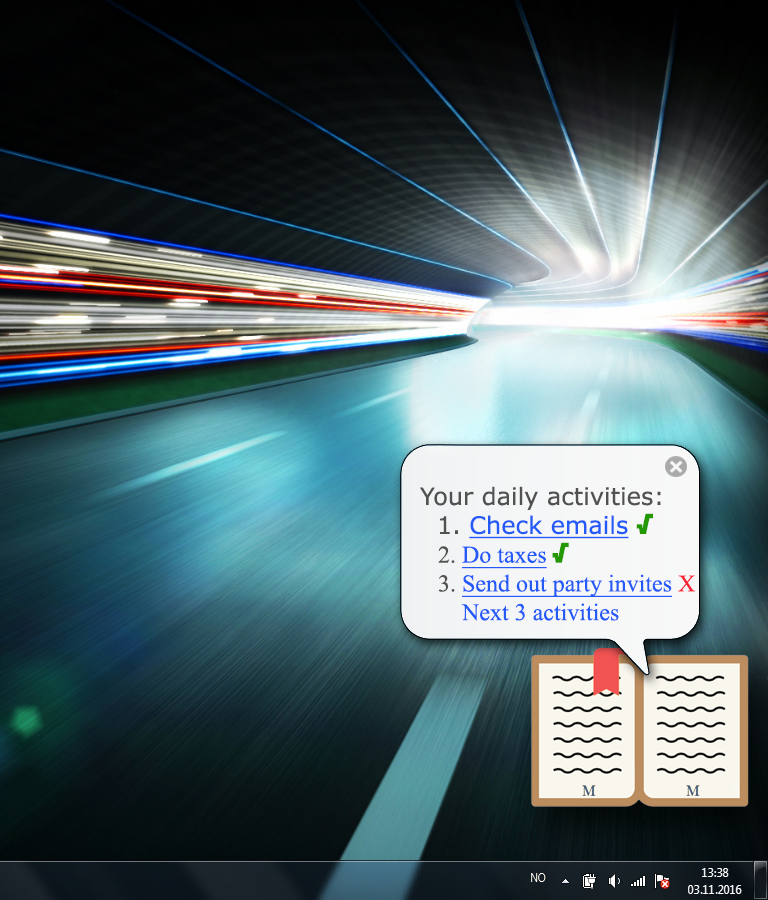 Your daily activities:
1. Check emails √
2. Do taxes √
3. Send out party invites X
Next 3 activities
M M
NO 13:38
03.11.2016